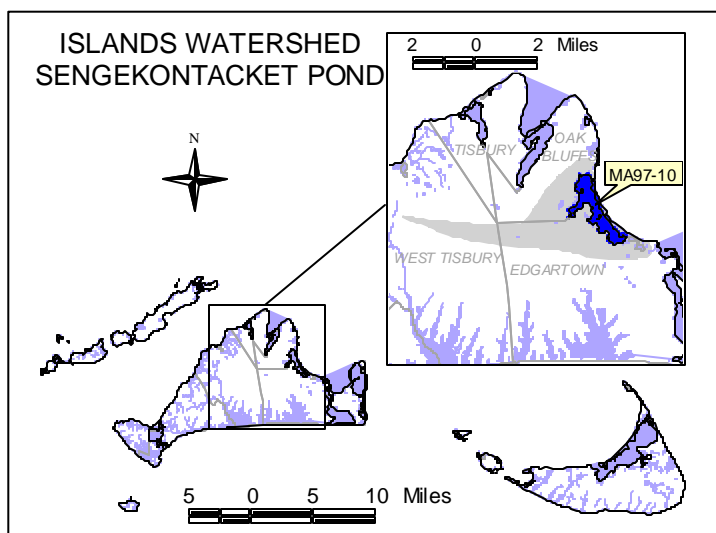 ISLANDS WATERSHED
SENGEKONTACKET POND
N
2 0 2 Miles
TISBURY
OAK
BLUFFS
MA97-10
WEST TISBURY
EDGARTOWN
5 0 5 10 Miles